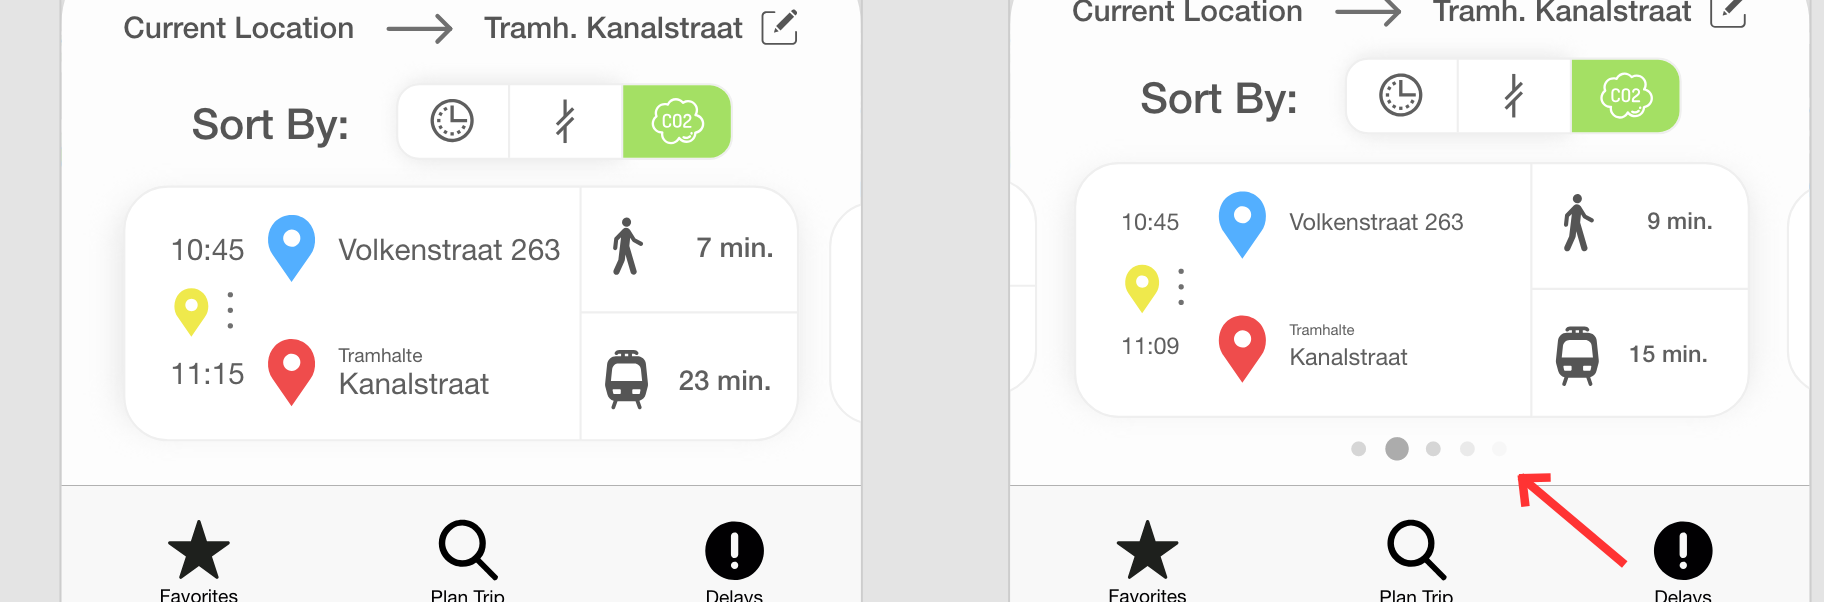 Current Location
Tramh. Kanalstraat
Sort By:
CO2
10:45
Volkenstraat 263
7 min.
11:15
Tramhalte
Kanalstraat
23 min.
Favorites
Plan Trip
Delays
Current Location
Tramh. Kanalstraat
Sort By:
CO2
10:45
Volkenstraat 263
9 min.
11:09
Tramhalte
Kanalstraat
15 min.
Favorites
Plan Trip
Delays